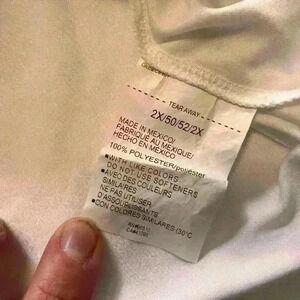 TEAR AWAY
2X/50/52/2X
MADE IN MEXICO/
FABRIQUÉ AU MEXIQUE/
HECHO EN MEXICO
100% POLYESTER/poliéster
■WITH LIKE COLORS
DO NOT USE SOFTENERS
■AVEC DES COULEURS
SIMILAIRES
NE PAS UTILISER
D'ASSOUPLISSANTS
■CON COLORES SIMILARES (30°C